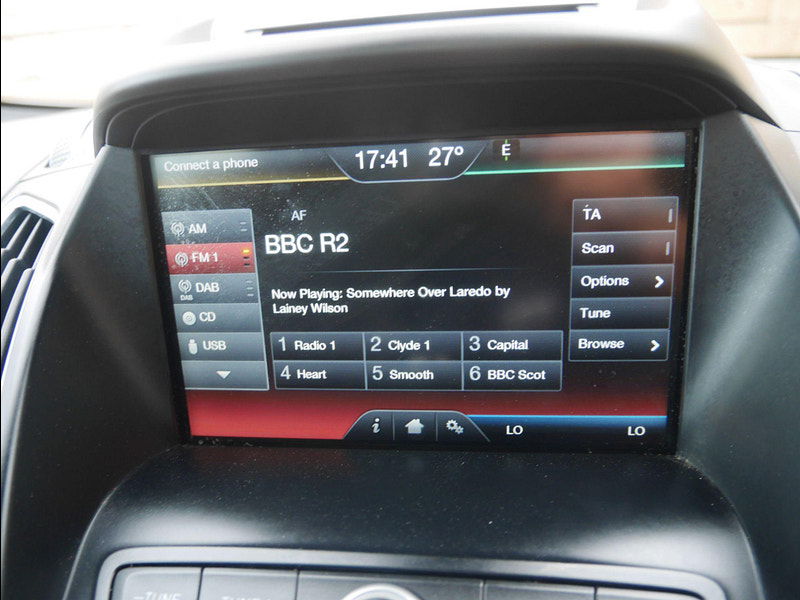 Connect a phone
17:41 27° E
AM
FM 1
DAB
DAB
CD
USB
AF
BBC R2
Now Playing: Somewhere Over Laredo by
Lainey Wilson
1 Radio 1 2 Clyde 1 3 Capital
4 Heart 5 Smooth 6 BBC Scot
TA
Scan
Options
Tune
Browse
i
LO LO
-TUNE